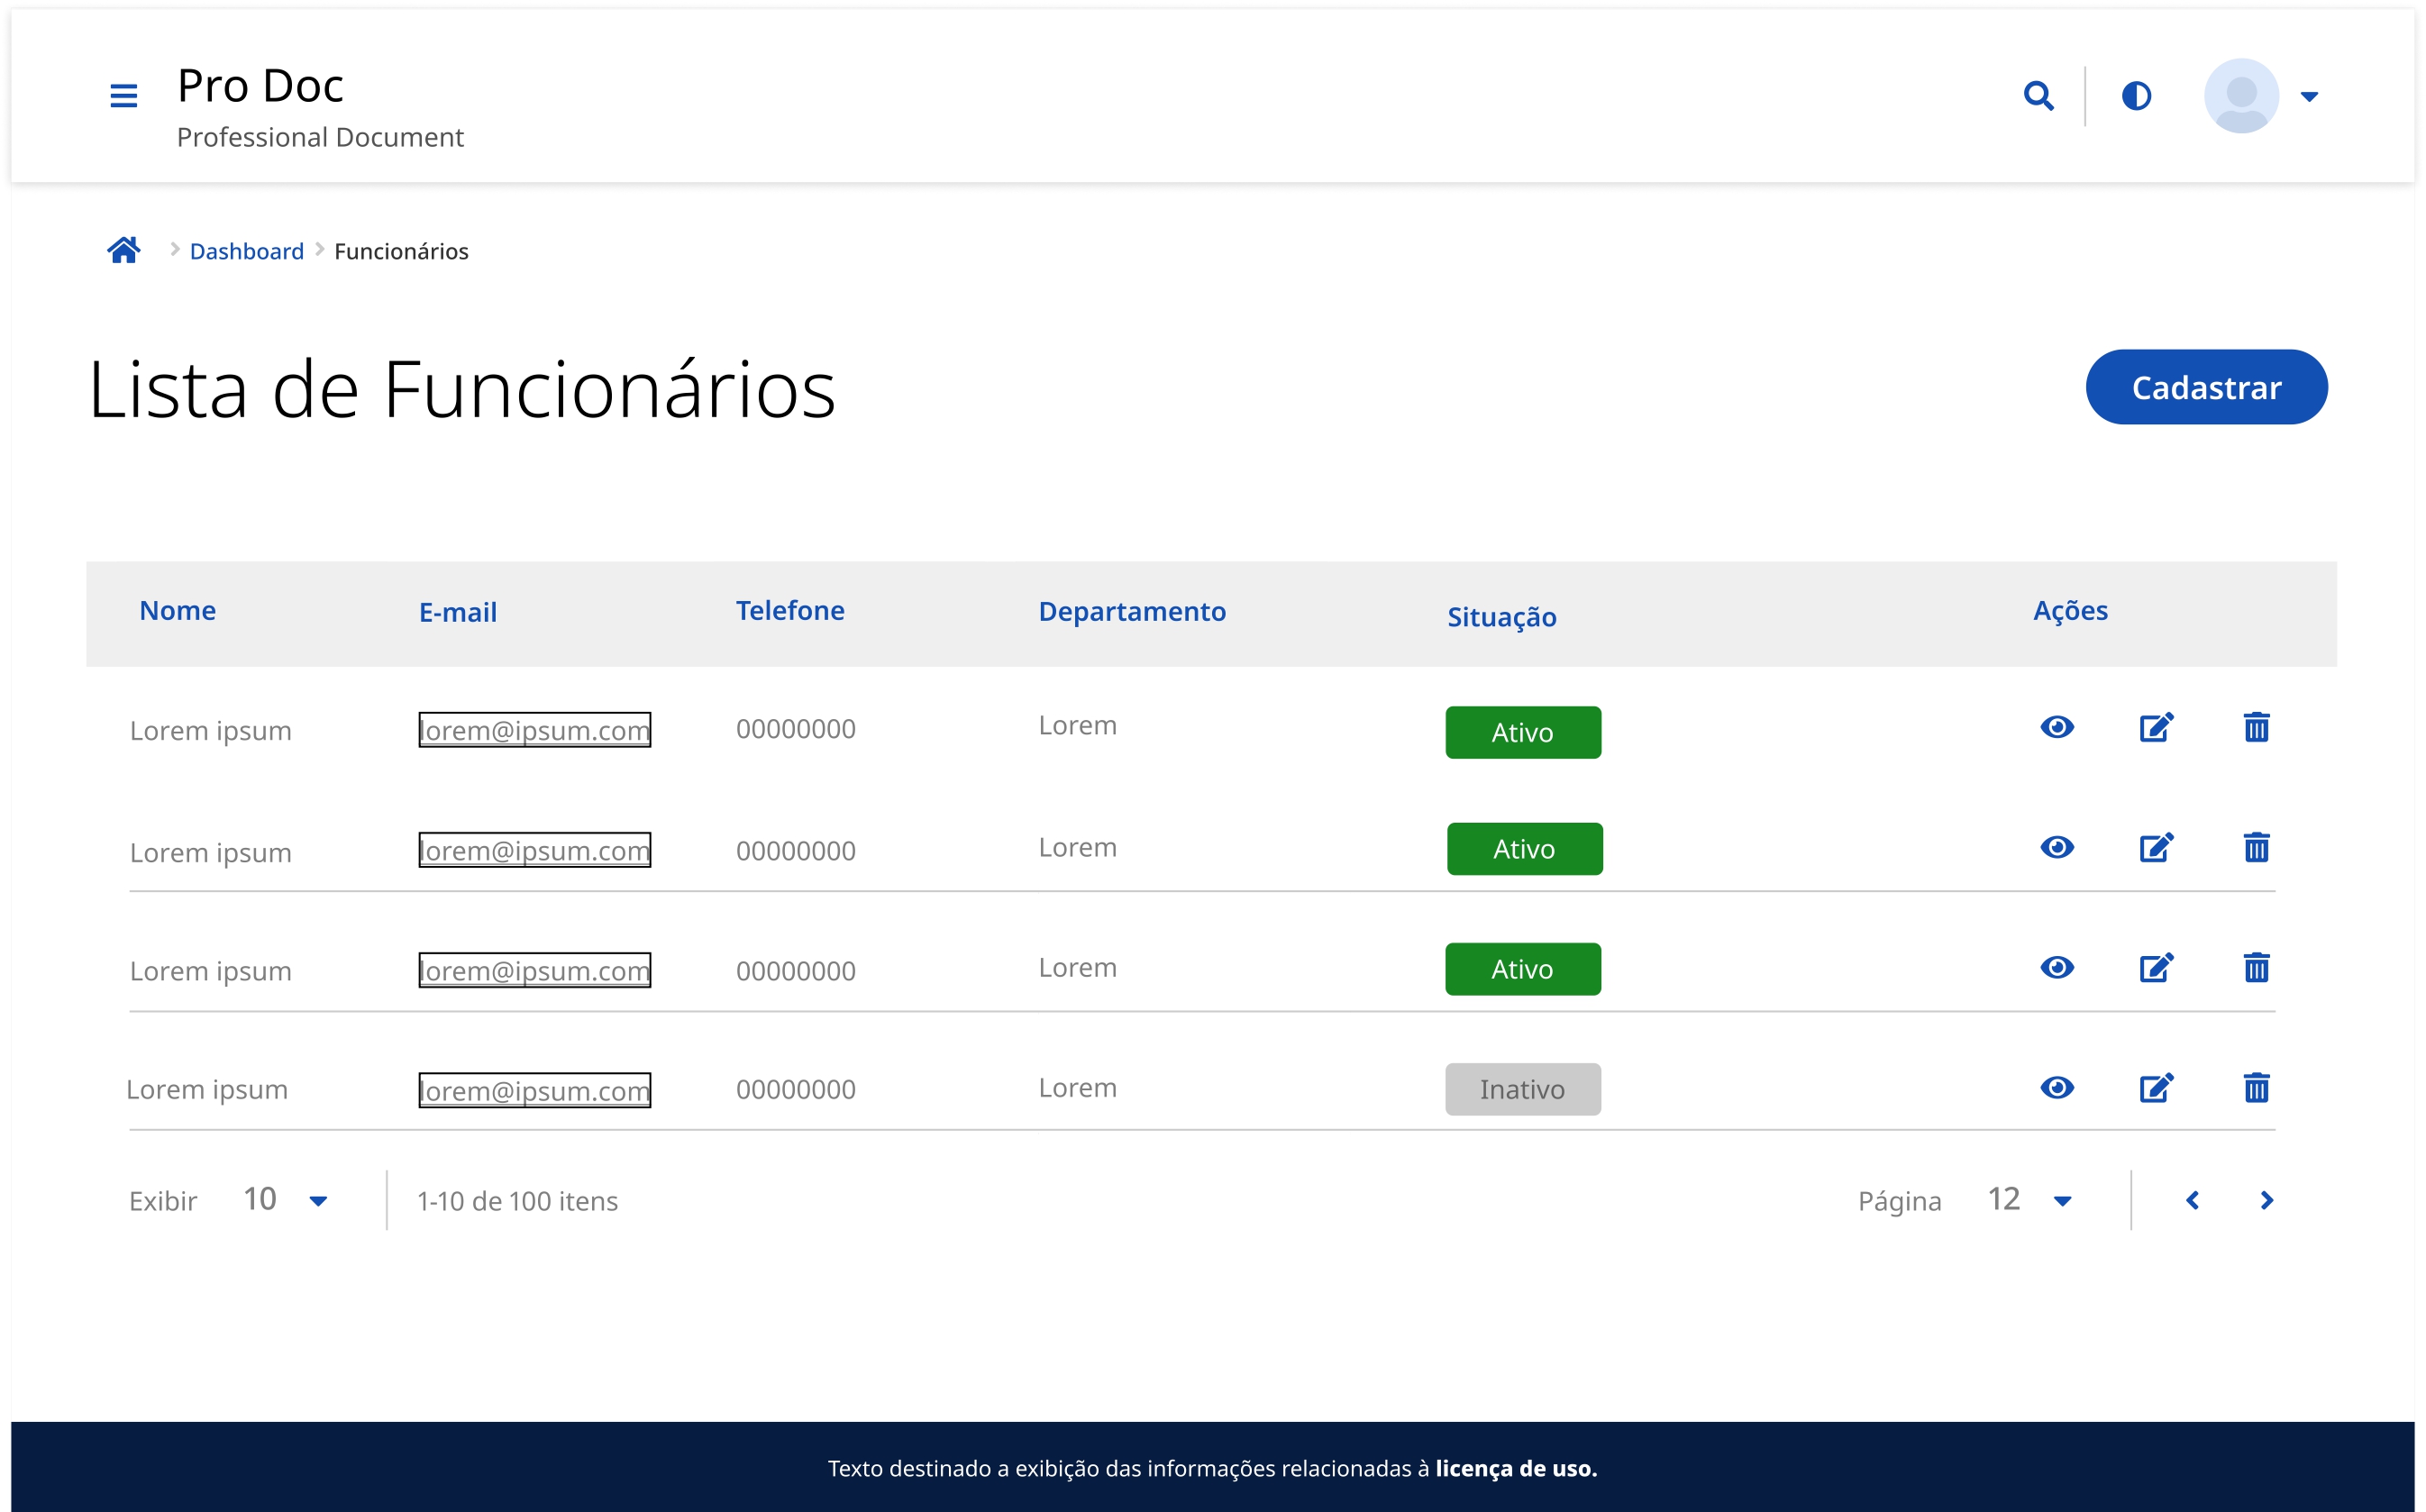 Pro Doc
Professional Document
Dashboard Funcionários
Lista de Funcionários
Cadastrar
Nome E-mail Telefone Departamento Situação Ações
Lorem ipsum lorem@ipsum.com 00000000 Lorem Ativo
Lorem ipsum lorem@ipsum.com 00000000 Lorem Ativo
Lorem ipsum lorem@ipsum.com 00000000 Lorem Ativo
Lorem ipsum lorem@ipsum.com 00000000 Lorem Inativo
Exibir 10 1-10 de 100 itens Página 12
Texto destinado a exibição das informações relacionadas à licença de uso.